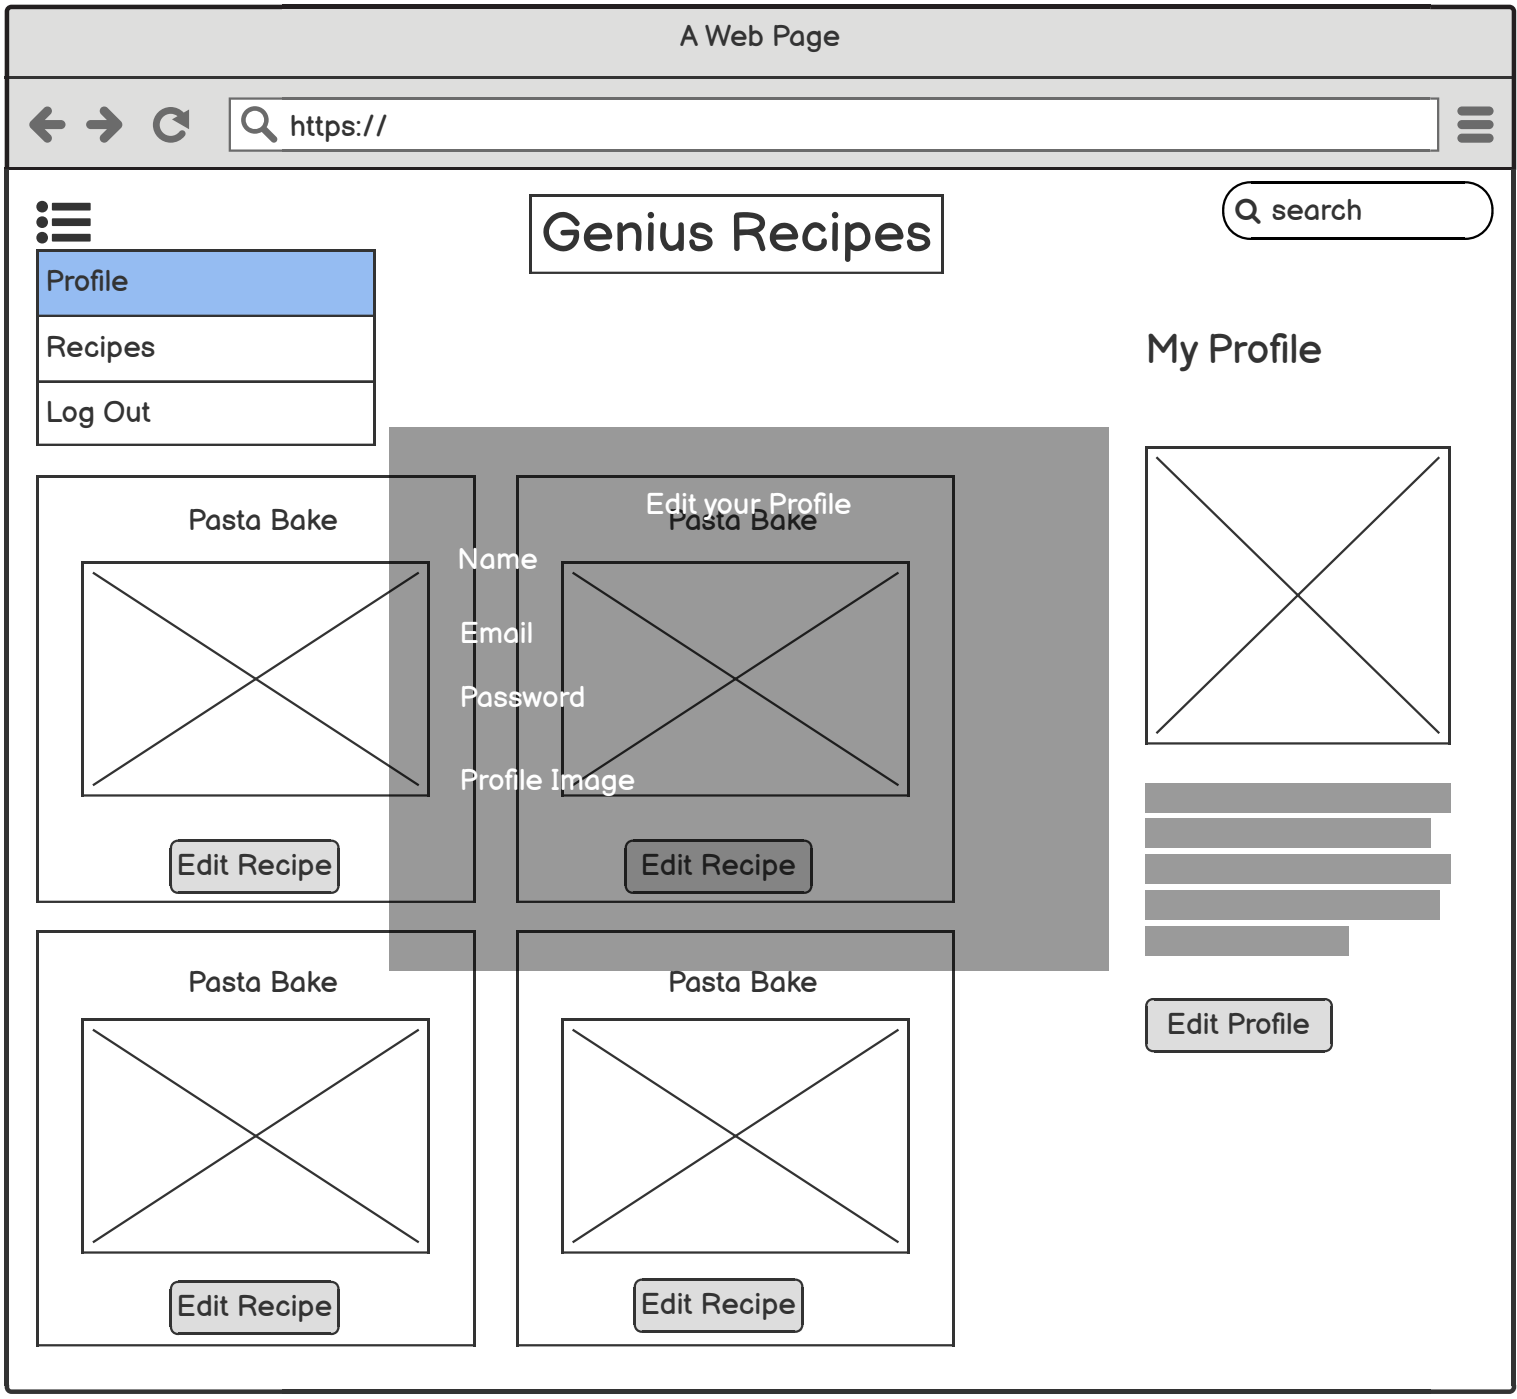 A Web Page
https://
search
Genius Recipes
Profile
Recipes
Log Out
My Profile
Edit your Profile
Name
Email
Password
Profile Image
Pasta Bake
Edit Recipe
Pasta Bake
Edit Recipe
Pasta Bake
Edit Recipe
Pasta Bake
Edit Recipe
Edit Profile